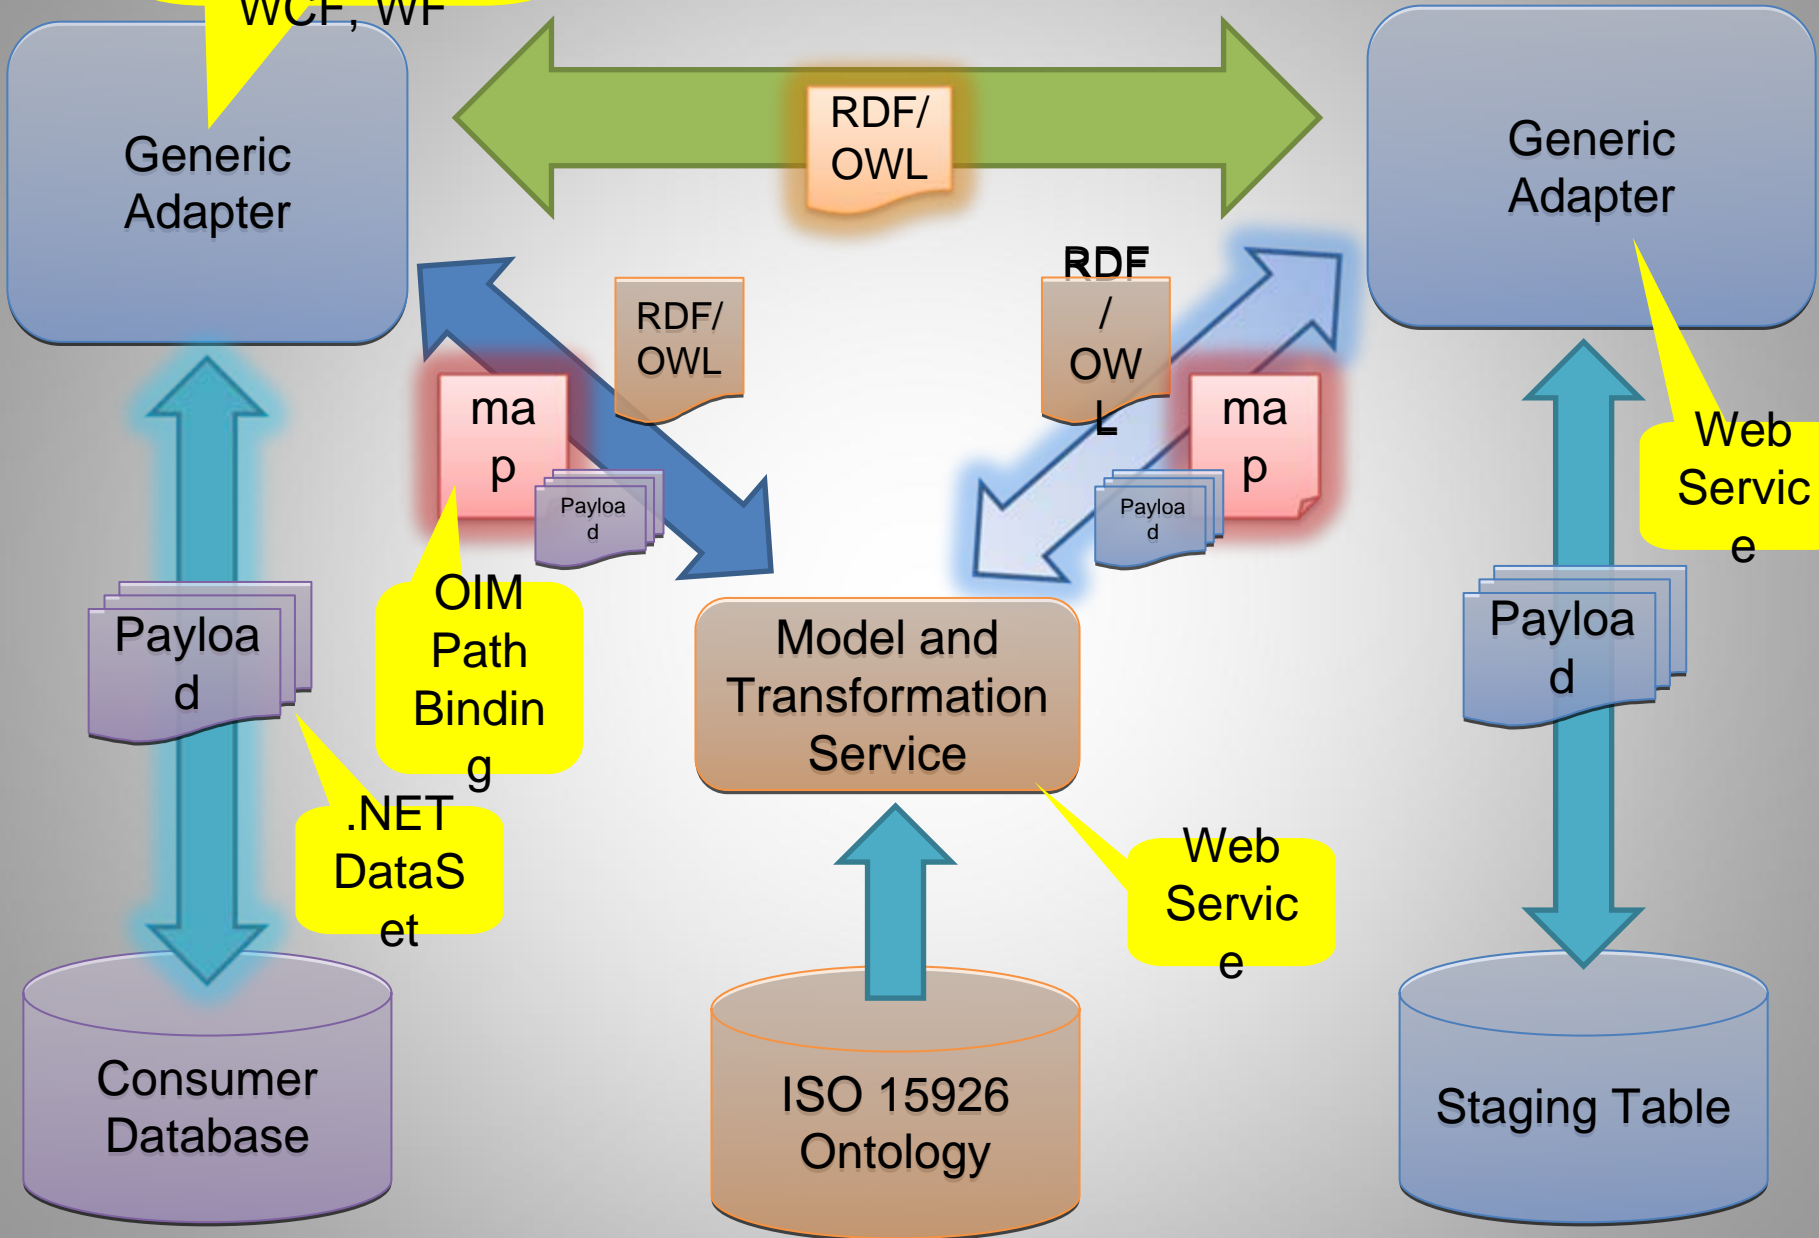 WCF, WF
Generic
Adapter
RDF/
OWL
Generic
Adapter
RDF/
OWL
RDF
/
OW
L
ma
p
Payloa
d
ma
p
Payloa
d
Web
Servic
e
OIM
Path
Bindin
g
Payloa
d
Model and
Transformation
Service
Payloa
d
.NET
DataS
et
Web
Servic
e
Consumer
Database
ISO 15926
Ontology
Staging Table